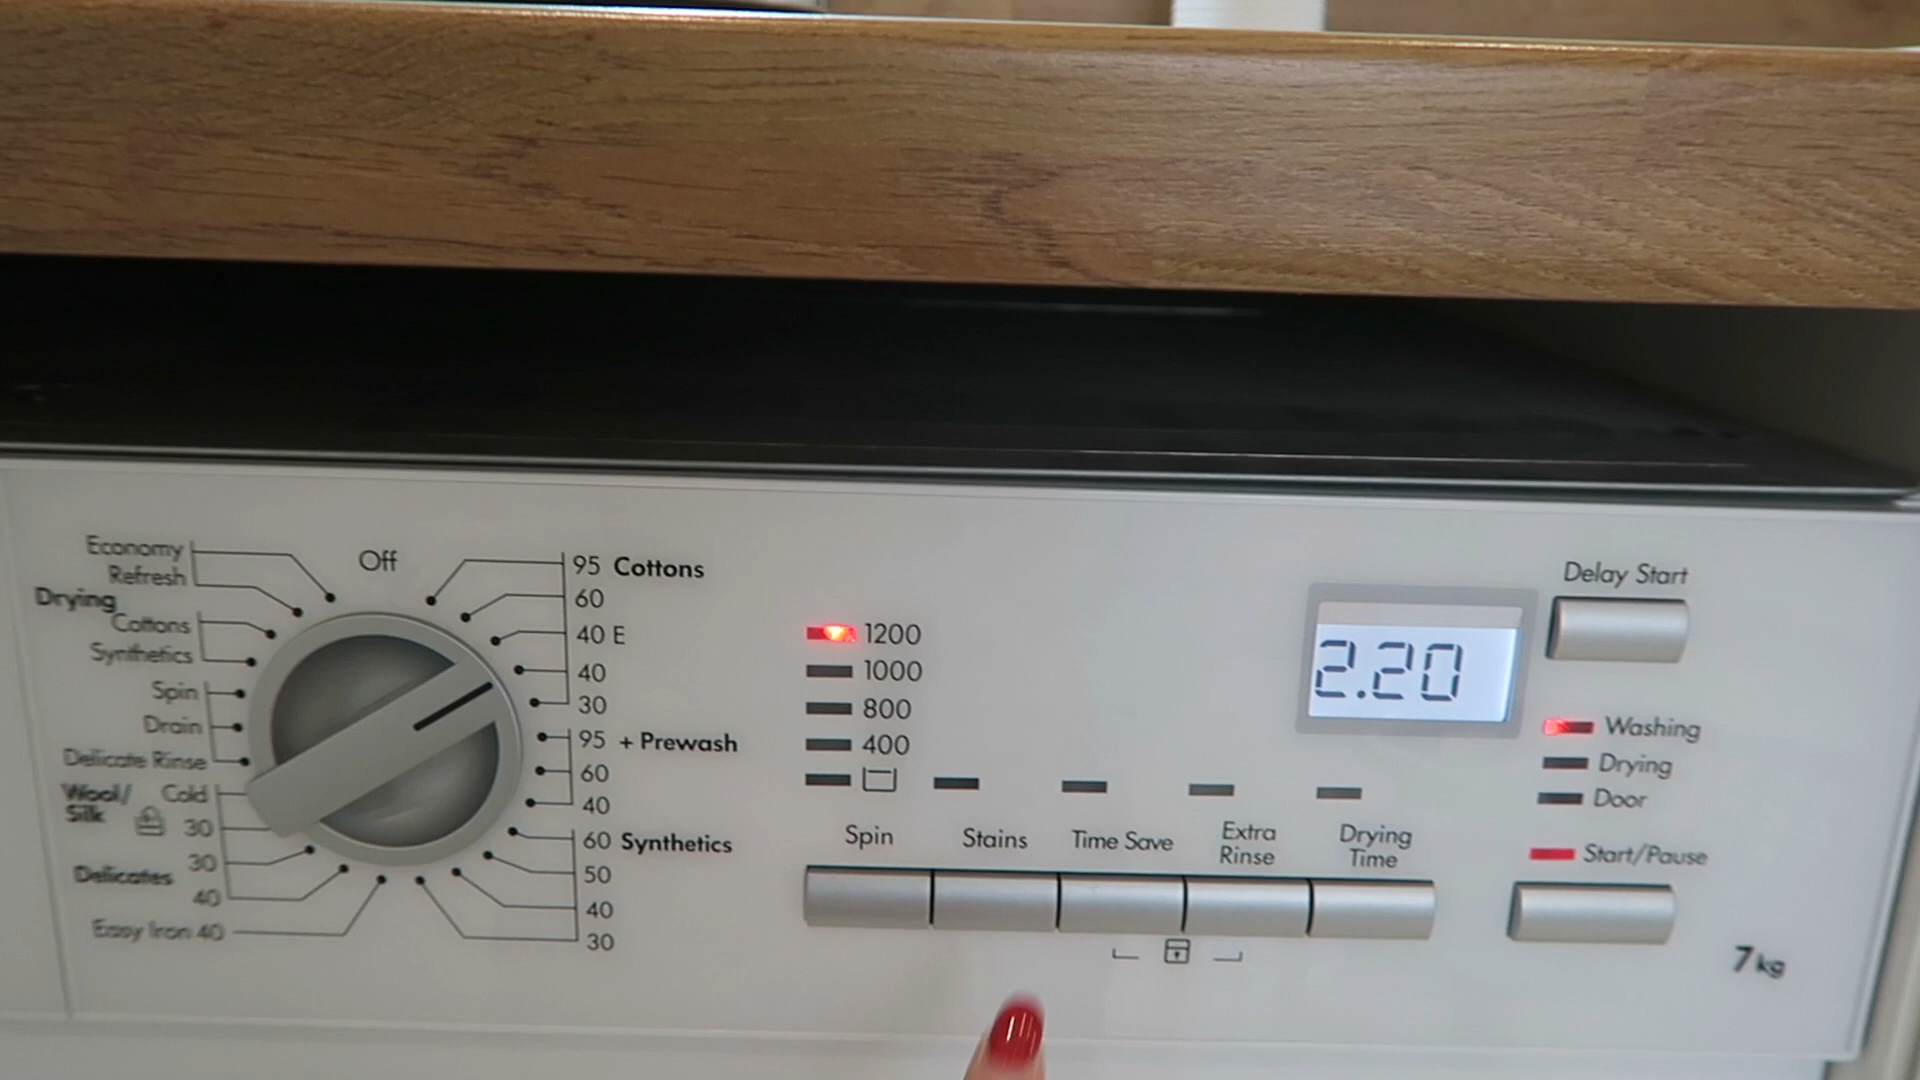 Off
Economy
Refresh
Drying
Cottons
Synthetics
Spin
Drain
Delicate Rinse
Wool/
Silk
Cold
30
Delicates
30
40
Easy Iron 40
95 Cottons
60
40 E
40
30
95 + Prewash
60
40
60 Synthetics
50
40
30
1200
1000
800
400
Spin
Stains
Time Save
Extra
Rinse
Drying
Time
2.20
Delay Start
Washing
Drying
Door
Start/Pause
7kg